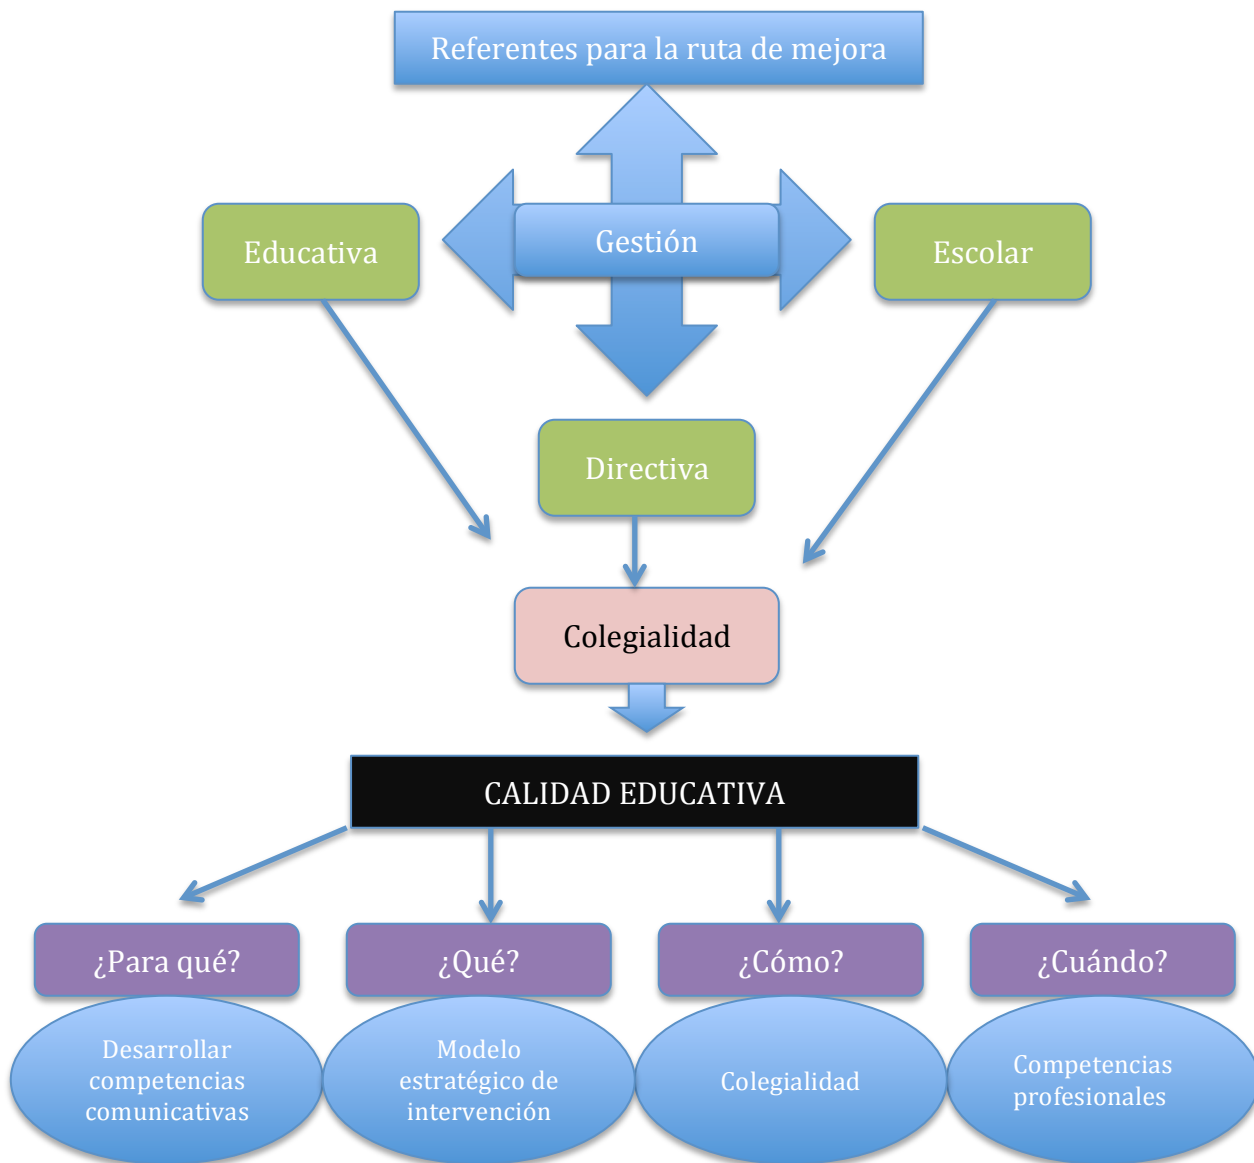 Referentes para la ruta de mejora
Educativa
Gestión
Escolar
Directiva
Colegialidad
CALIDAD EDUCATIVA
¿Para qué?
¿Qué?
¿Cómo?
¿Cuándo?
Desarrollar
competencias
comunicativas
Modelo
estratégico de
intervención
Colegialidad
Competencias
profesionales